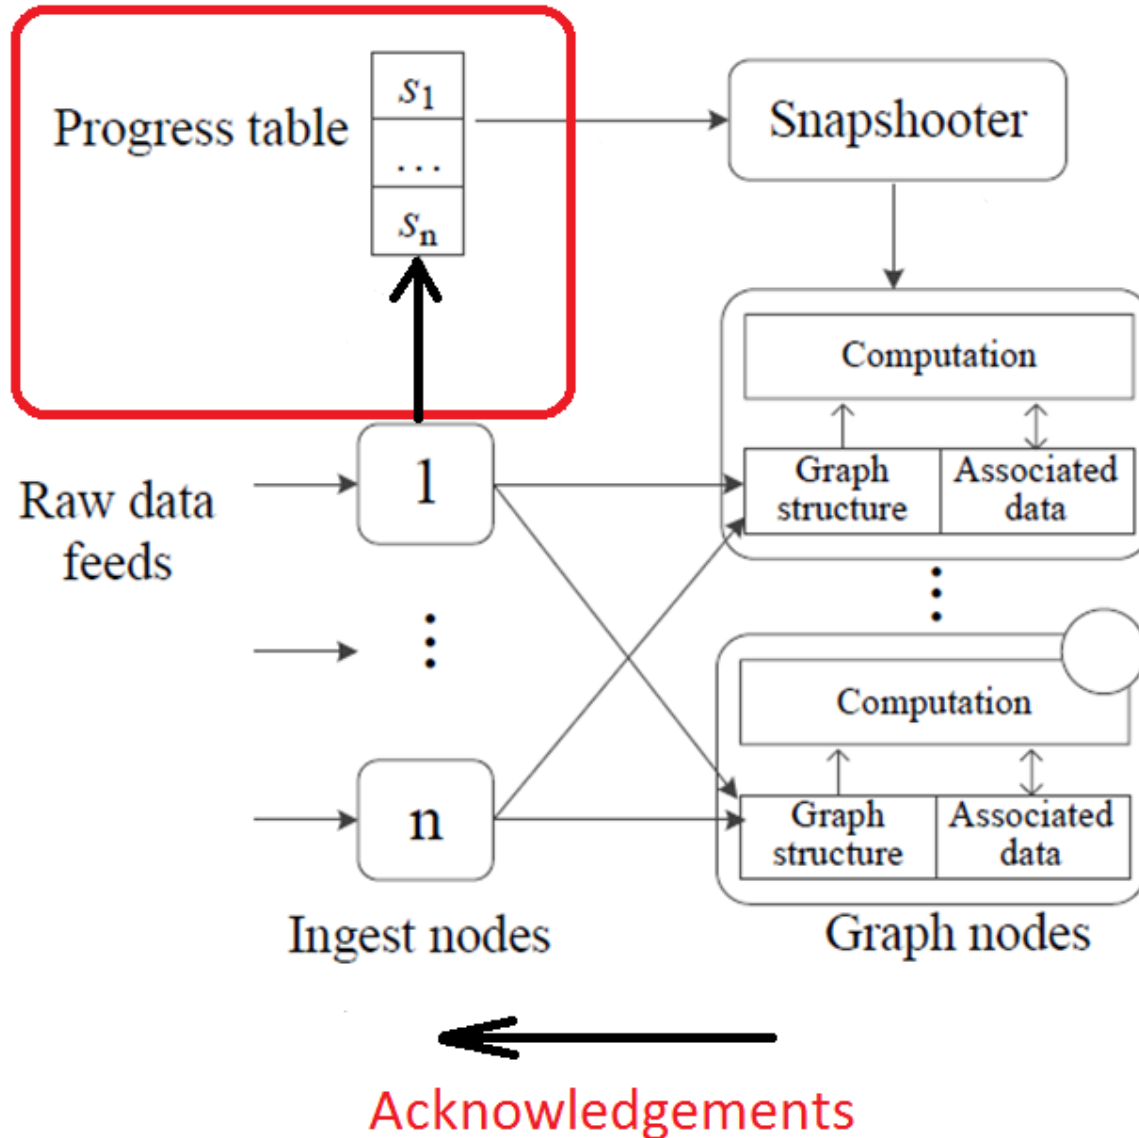 Progress table
s1
...
sn
Snapshooter
Computation
Graph structure
Associated data
Raw data
feeds
1
n
Computation
Graph
structure
Associated
data
Ingest nodes
Graph nodes
Acknowledgements